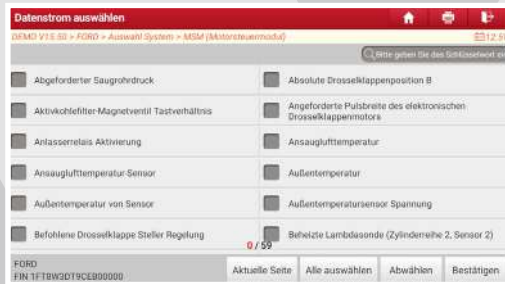 Datenstrom auswählen
DEMO V15.50 > FORD > Auswahl System > MSM (Motorsteuermodul)
Bitte geben Sie das Schlüsselwort ein
Abgeforderter Saugrohrdruck
Absolute Drosselklappenposition B
Aktivkohlefilter-Magnetventil Tastverhältnis
Angeforderte Pulsbreite des elektronischen
Drosselklappenmotors
Anlasserrelais Aktivierung
Ansauglufttemperatur
Ansauglufttemperatur-Sensor
Außentemperatur
Außentemperatur von Sensor
Außentemperatursensor Spannung
Befohlene Drosselklappe Steller Regelung
Beheizte Lambdasonde (Zylinderreihe 2, Sensor 2)
0 / 59
FORD
FIN 1FT8W3DT9CEB00000
Aktuelle Seite
Alle auswählen
Abwählen
Bestätigen